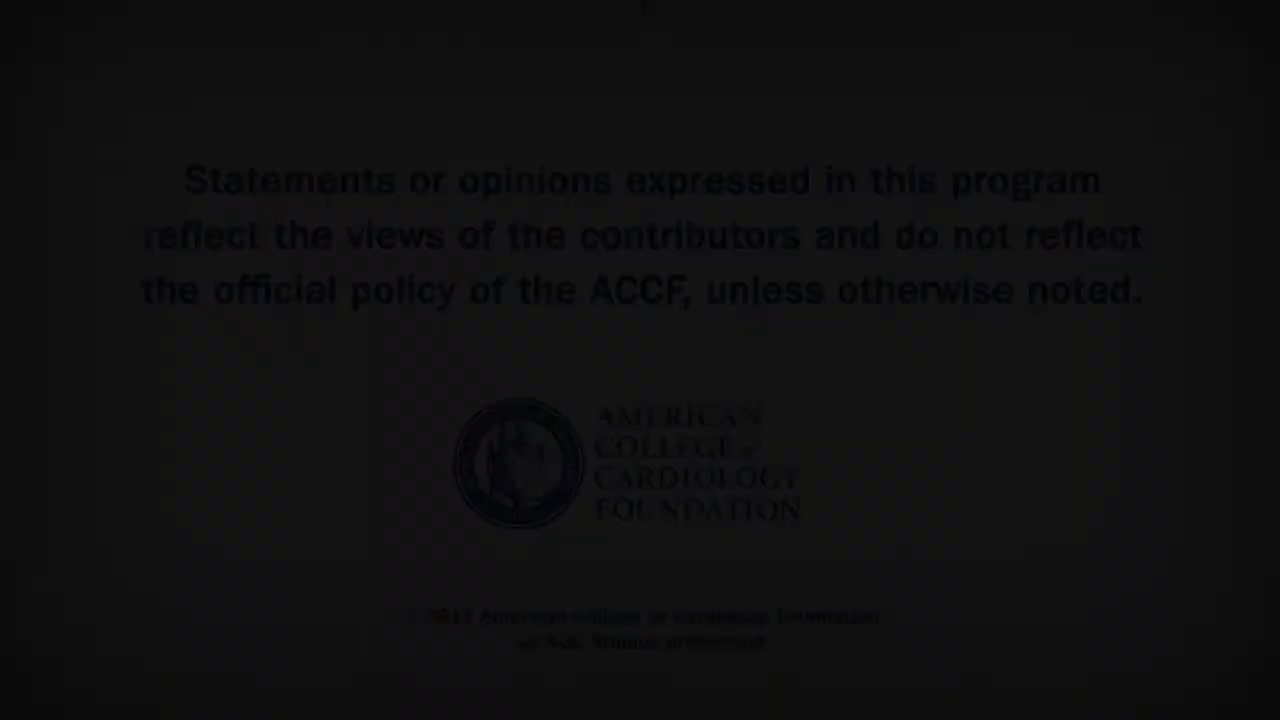 Statements or opinions expressed in this program
reflect the views of the contributors and do not reflect
the official policy of the ACCF, unless otherwise noted.
AMERICAN
COLLEGE of
CARDIOLOGY
FOUNDATION
American College of Cardiology Foundation